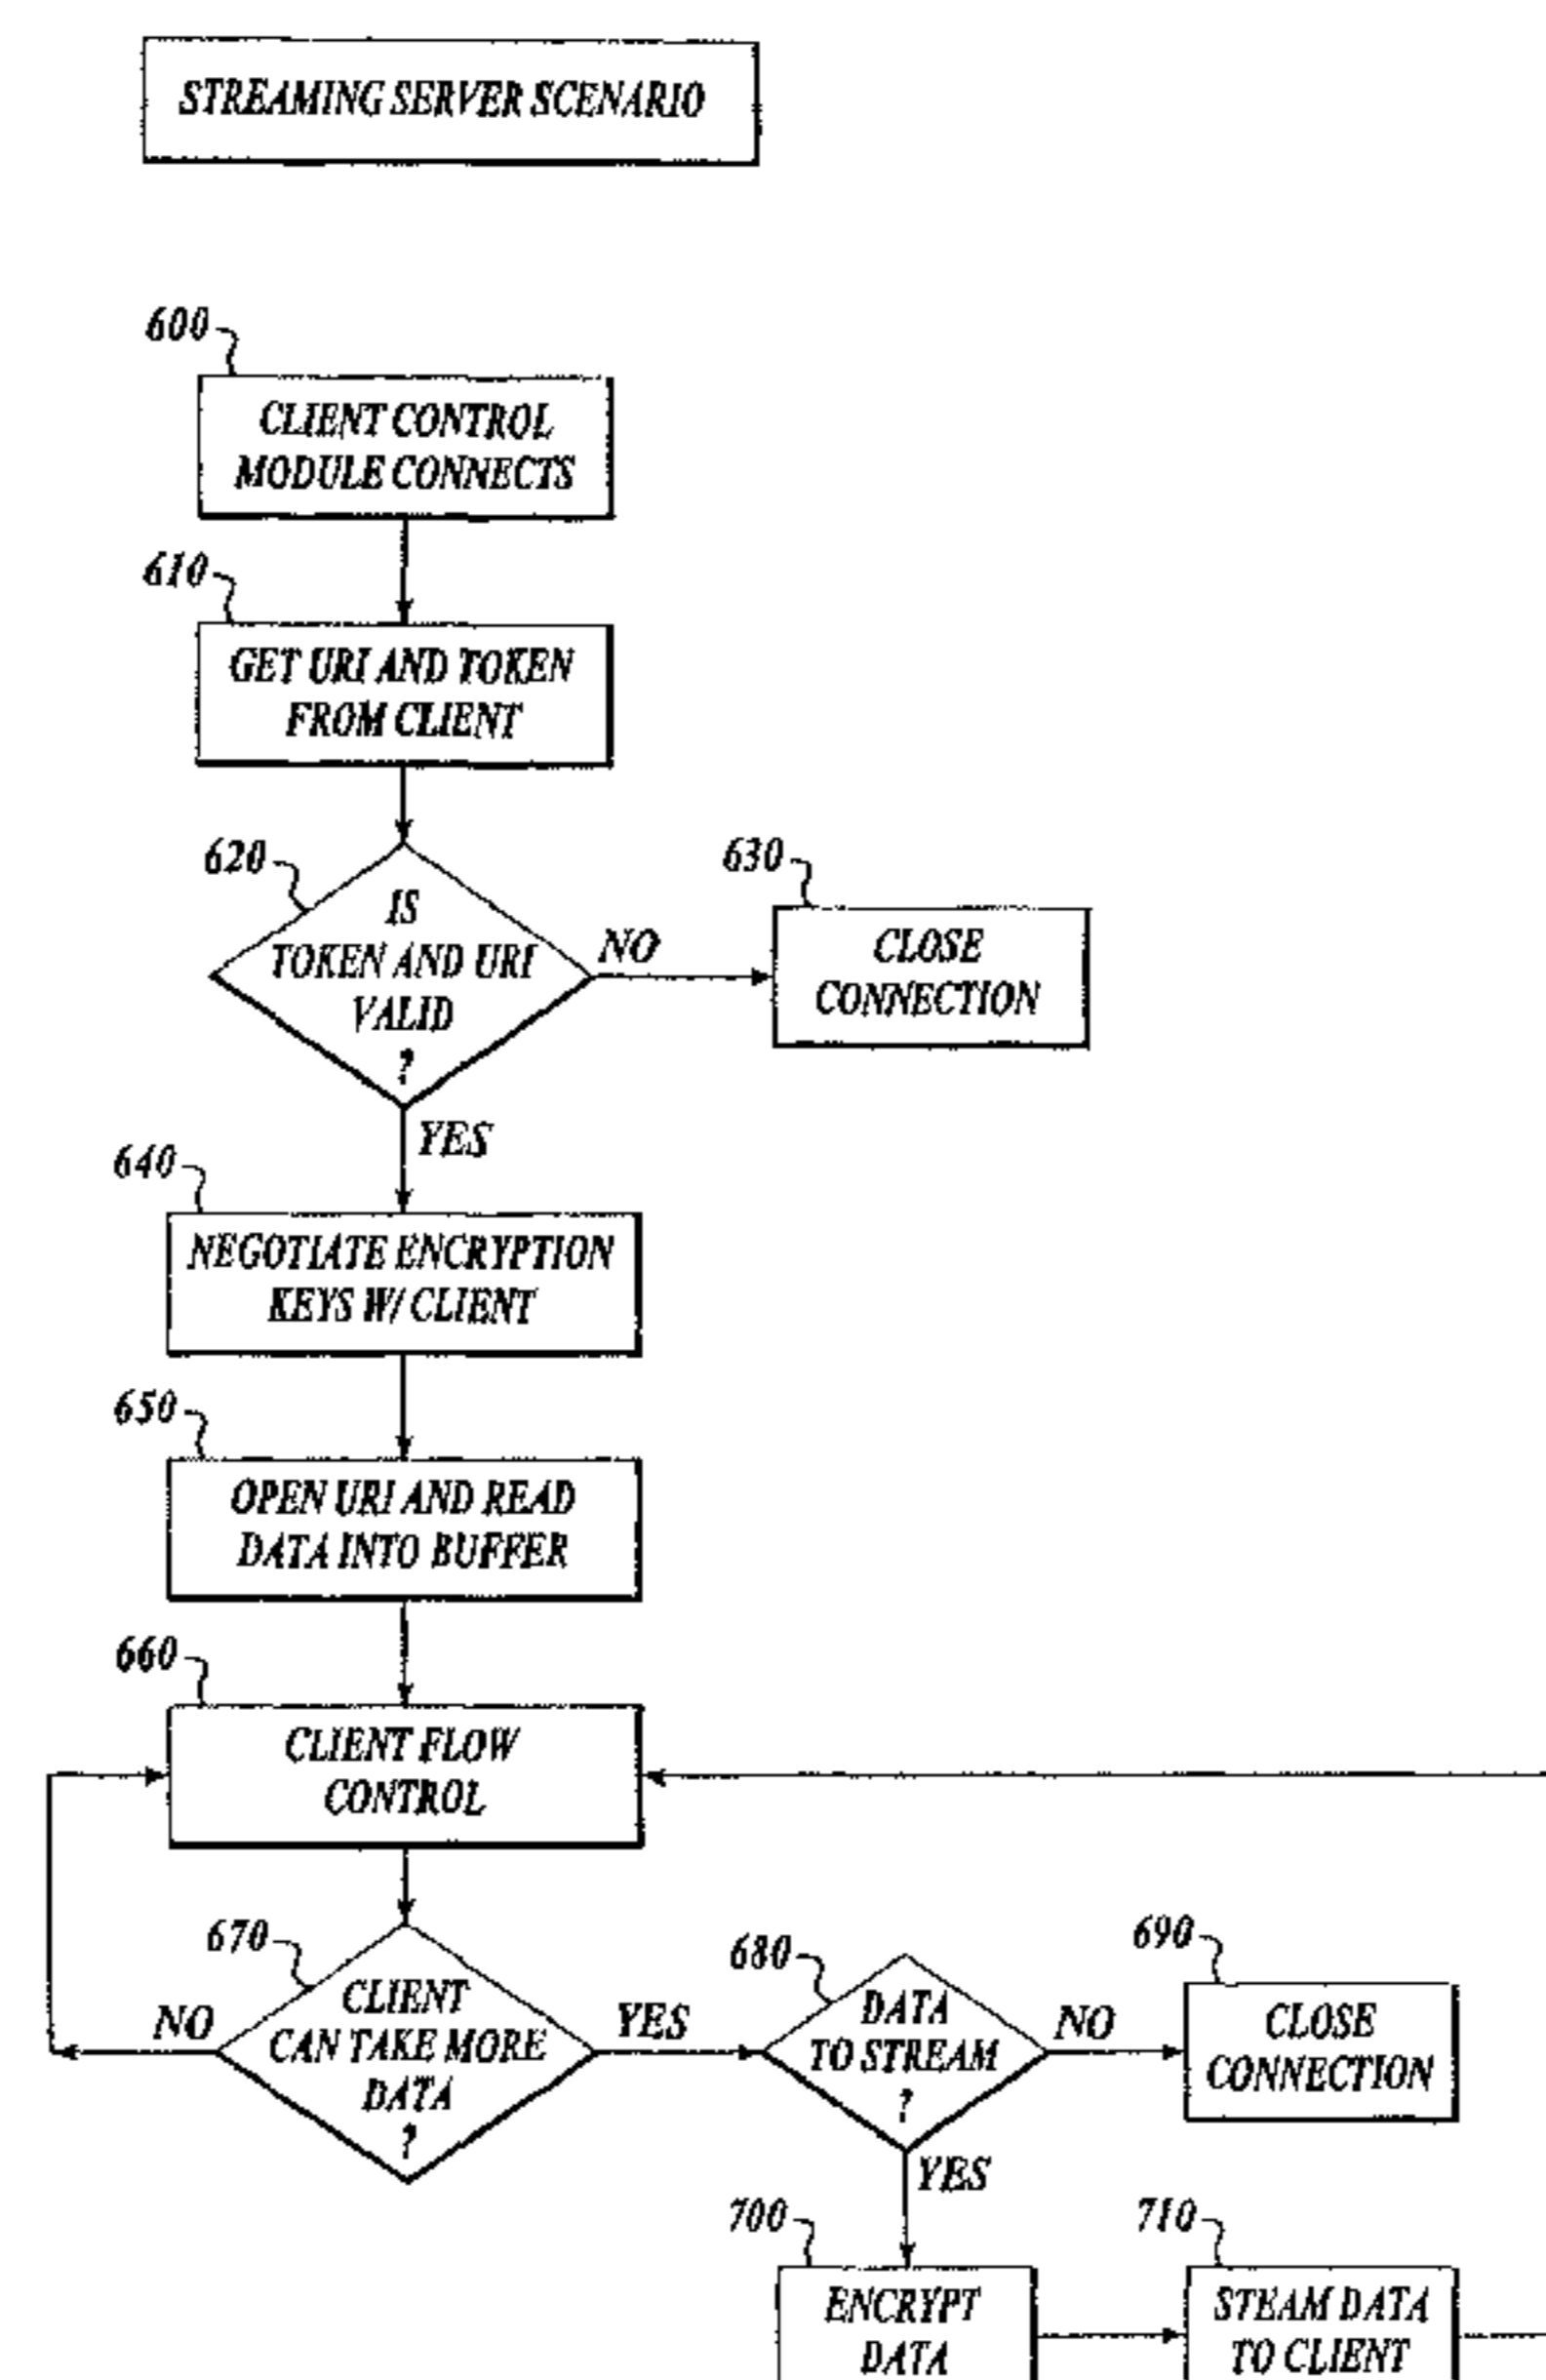 STREAMING SERVER SCENARIO
600
CLIENT CONTROL
MODULE CONNECTS
610
GET URI AND TOKEN
FROM CLIENT
620
IS
TOKEN AND URI
VALID
?
NO
630
CLOSE
CONNECTION
YES
640
NEGOTIATE ENCRYPTION
KEYS W/ CLIENT
650
OPEN URI AND READ
DATA INTO BUFFER
660
CLIENT FLOW
CONTROL
670
CLIENT
CAN TAKE MORE
DATA
?
NO
YES
680
DATA
TO STREAM
?
NO
690
CLOSE
CONNECTION
YES
700
ENCRYPT
DATA
710
STEAM DATA
TO CLIENT